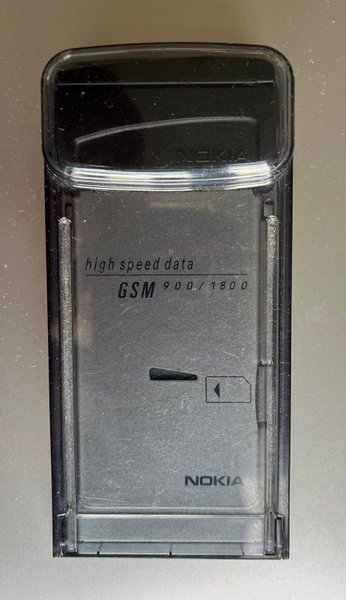 NOKIA
high speed data
GSM 900/1800
NOKIA